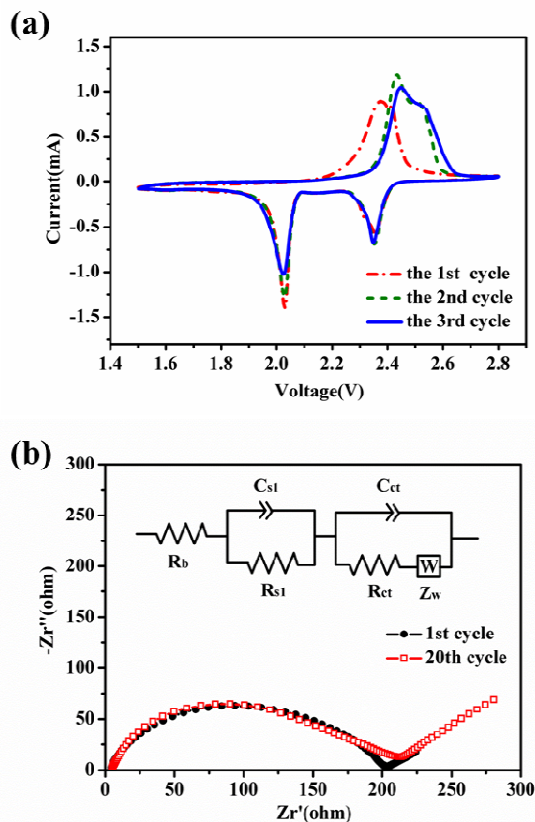 (a)
1.5
1.0
0.5
0.0
-0.5
-1.0
-1.5
Current(mA)
the 1st cycle
the 2nd cycle
the 3rd cycle
1.4 1.6 1.8 2.0 2.2 2.4 2.6 2.8
Voltage(V)
(b)
300
250
200
150
100
50
0
-Zr''(ohm)
Cs1 Cct
Rb Rs1 Rct W Zw
1st cycle
20th cycle
0 50 100 150 200 250 300
Zr'(ohm)